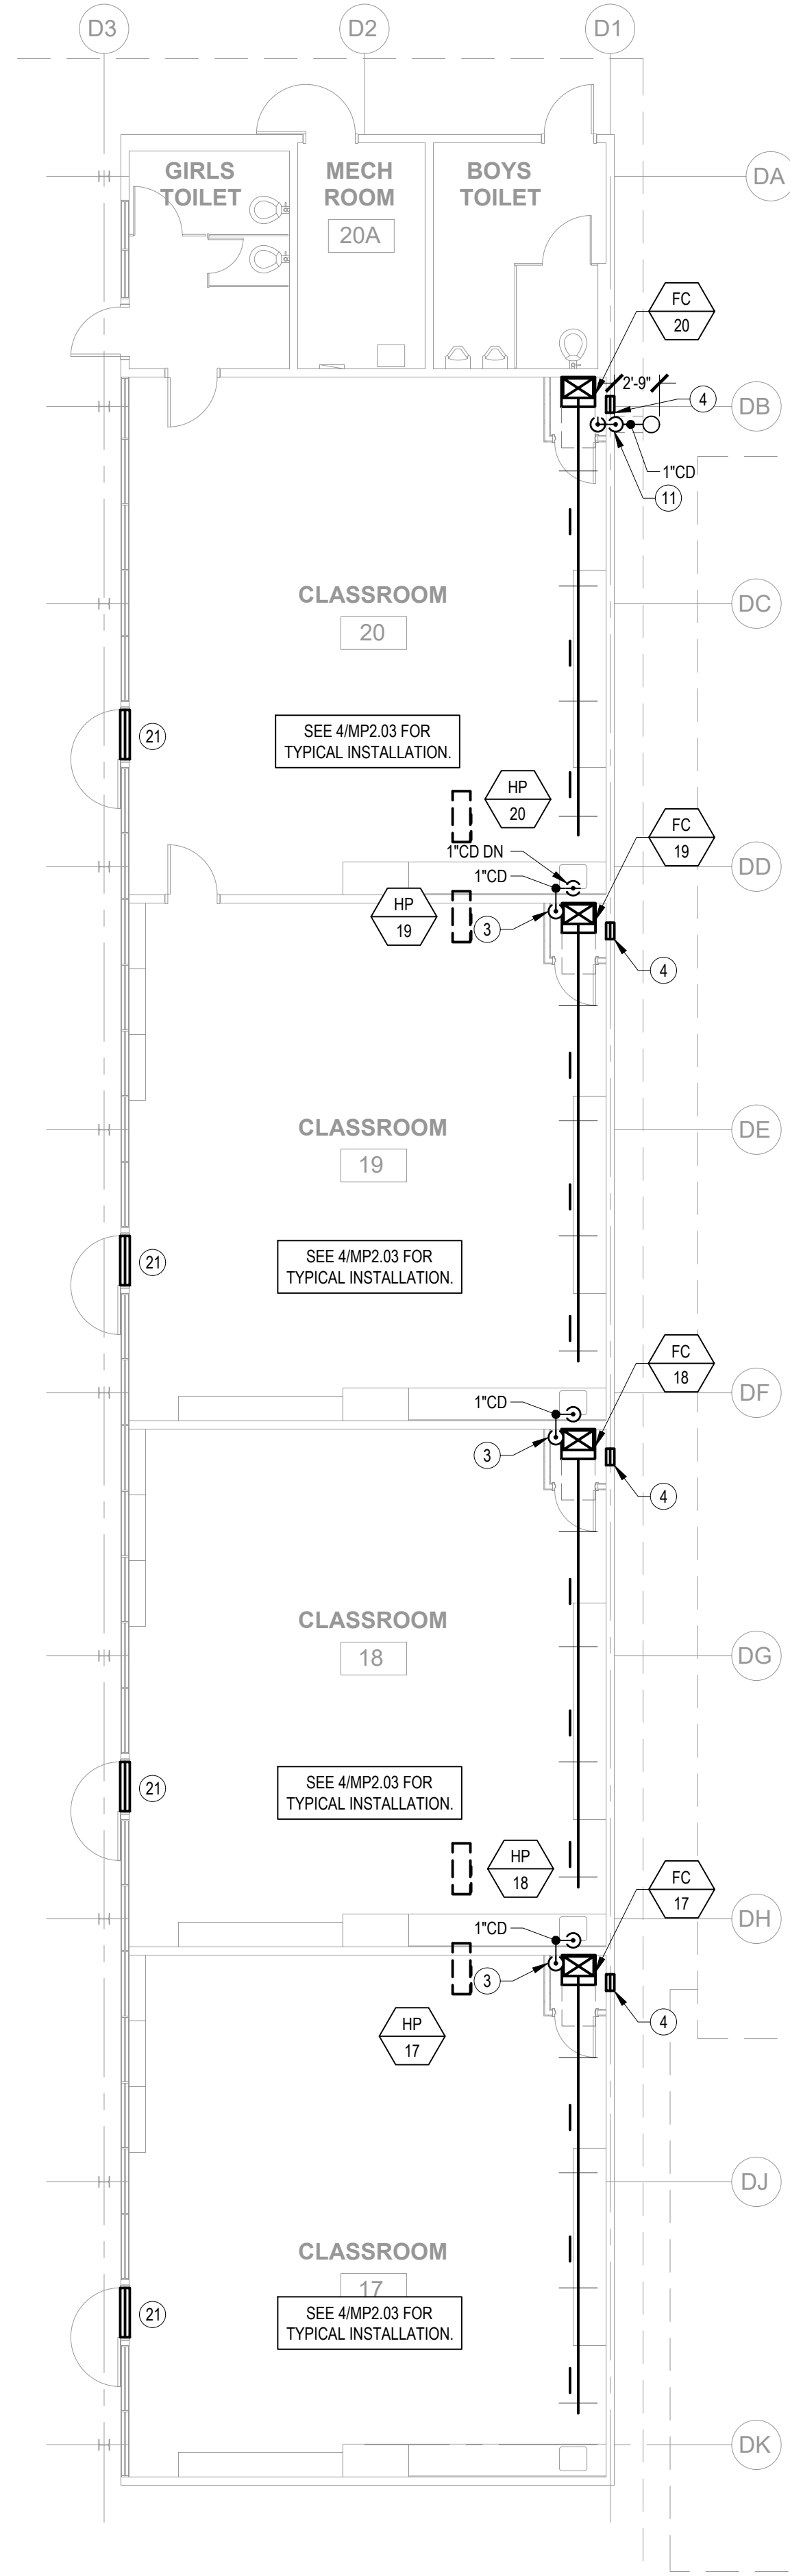 D3
D2
D1
GIRLS
TOILET
MECH
ROOM
20A
BOYS
TOILET
DA
FC
20
2'-9"
4
DB
1"CD
11
CLASSROOM
20
DC
SEE 4/MP2.03 FOR
TYPICAL INSTALLATION.
21
HP
20
FC
19
1"CD DN
1"CD
DD
HP
19
3
4
CLASSROOM
19
DE
SEE 4/MP2.03 FOR
TYPICAL INSTALLATION.
21
FC
18
1"CD
DF
3
4
CLASSROOM
18
DG
SEE 4/MP2.03 FOR
TYPICAL INSTALLATION.
21
HP
18
FC
17
1"CD
DH
3
4
HP
17
DJ
CLASSROOM
17
SEE 4/MP2.03 FOR
TYPICAL INSTALLATION.
21
DK